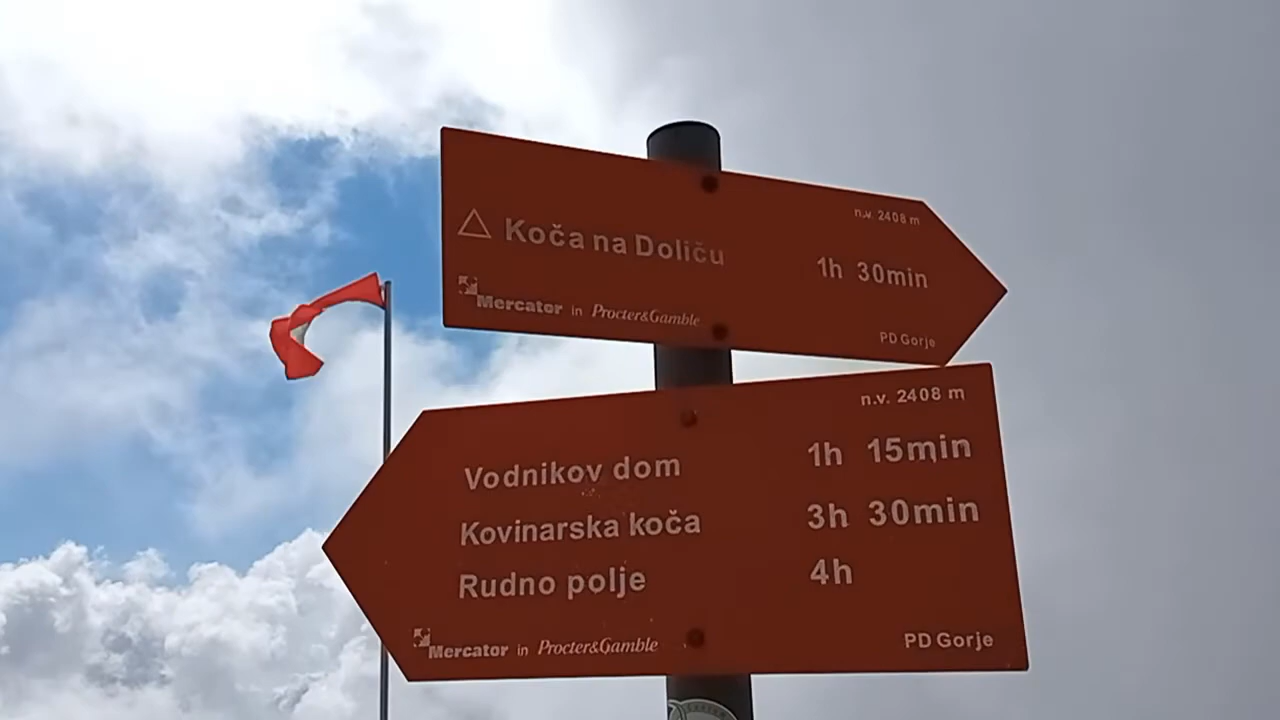 n.v. 2408 m
Koča na Doliču 1h 30min
Mercator in Procter&Gamble
PD Gorje
n.v. 2408 m
Vodnikov dom 1h 15min
Kovinarska koča 3h 30min
Rudno polje 4h
Mercator in Procter&Gamble
PD Gorje